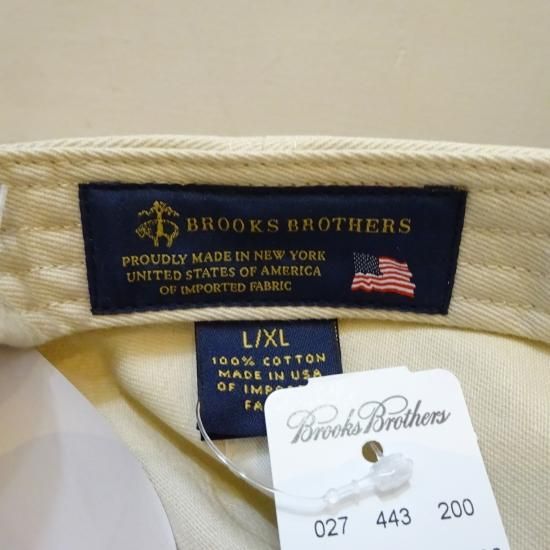 BROOKS BROTHERS
PROUDLY MADE IN NEW YORK
UNITED STATES OF AMERICA
OF IMPORTED FABRIC
L/XL
100% COTTON
MADE IN USA
OF
Brooks Brothers
027 443 200